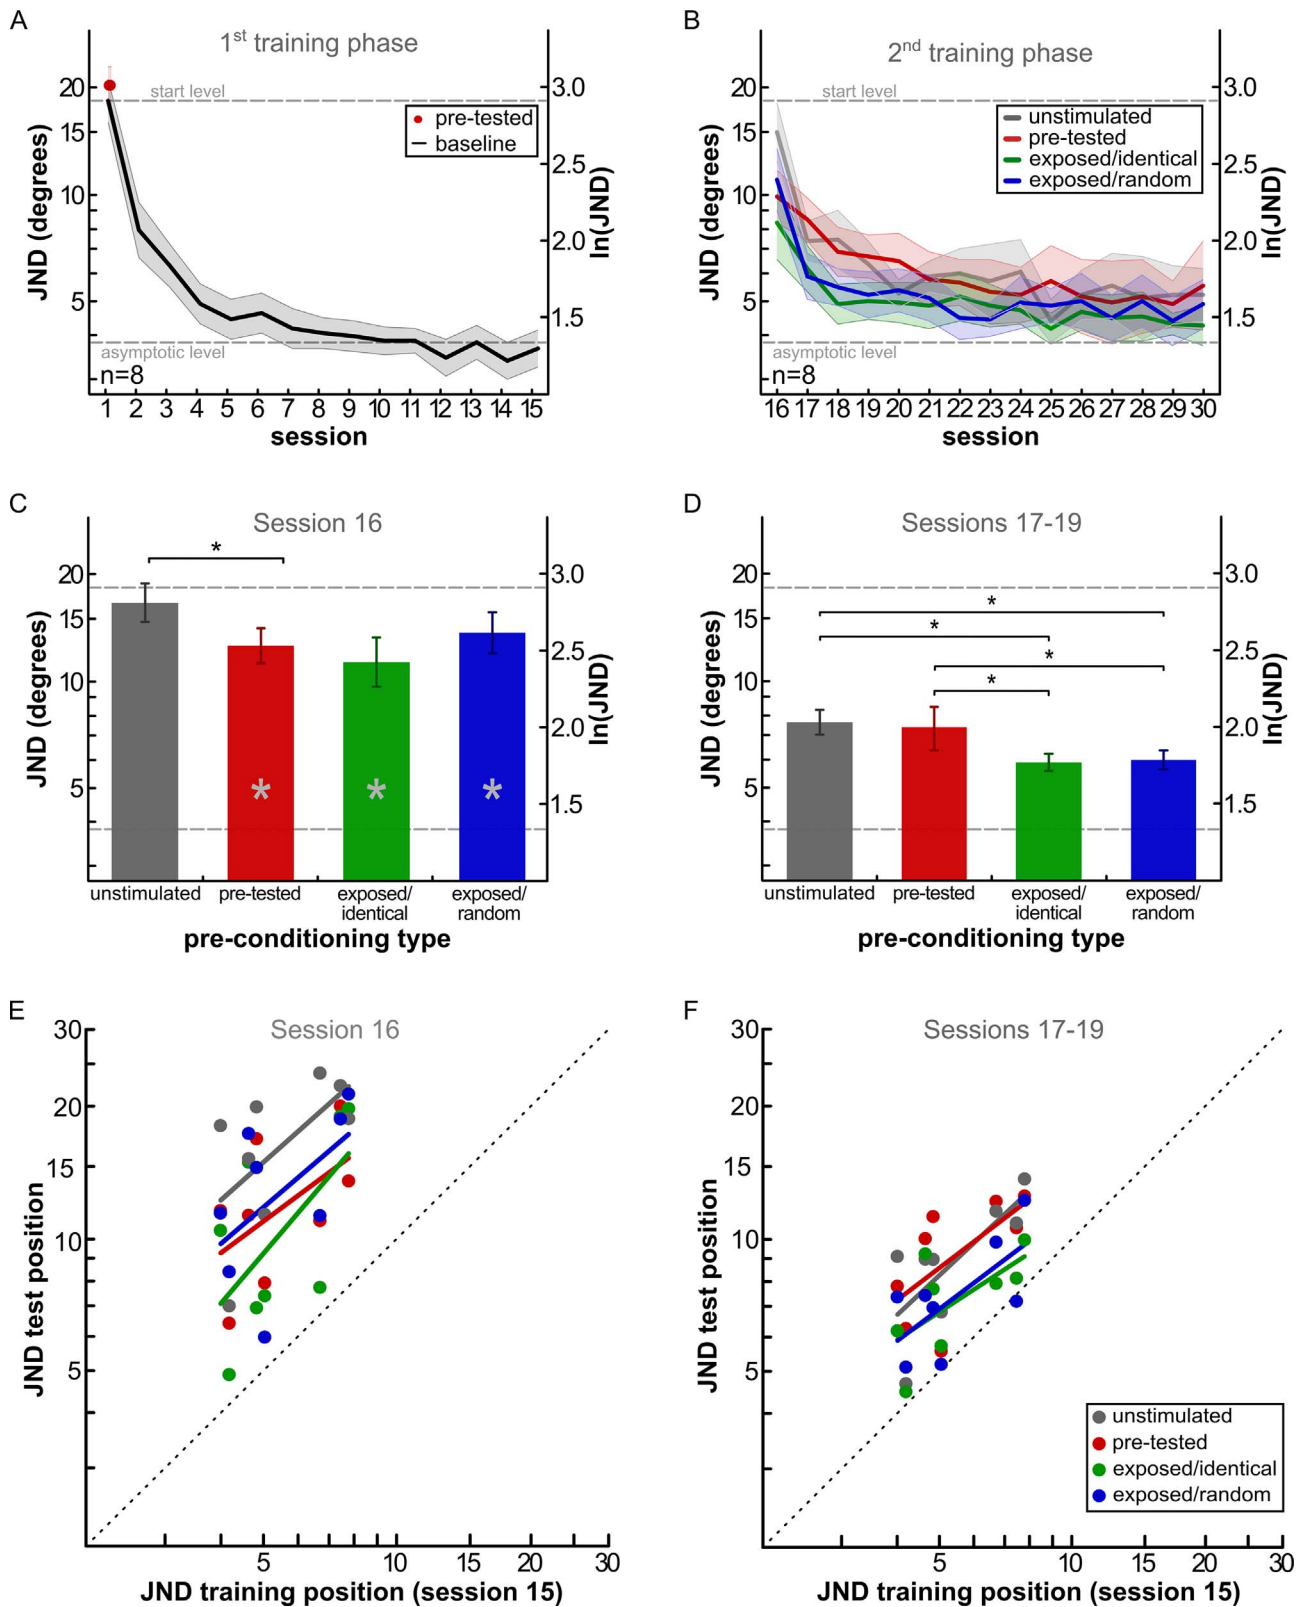 A
1st training phase
20
15
10
5
JND (degrees)
3.0
2.5
2.0
1.5
ln(JND)
start level
pre-tested
baseline
asymptotic level
n=8
1 2 3 4 5 6 7 8 9 10 11 12 13 14 15
session
B
2nd training phase
20
15
10
5
JND (degrees)
3.0
2.5
2.0
1.5
ln(JND)
start level
unstimulated
pre-tested
exposed/identical
exposed/random
asymptotic level
n=8
16 17 18 19 20 21 22 23 24 25 26 27 28 29 30
session
C
Session 16
*
20
15
10
5
JND (degrees)
3.0
2.5
2.0
1.5
ln(JND)
* * *
unstimulated pre-tested exposed/ exposed/
identical random
pre-conditioning type
D
Sessions 17-19
*
*
*
*
20
15
10
5
JND (degrees)
3.0
2.5
2.0
1.5
ln(JND)
unstimulated pre-tested exposed/ exposed/
identical random
pre-conditioning type
E
Session 16
30
20
15
10
5
JND test position
5 10 15 20 30
JND training position (session 15)
F
Sessions 17-19
30
20
15
10
5
JND test position
unstimulated
pre-tested
exposed/identical
exposed/random
5 10 15 20 30
JND training position (session 15)